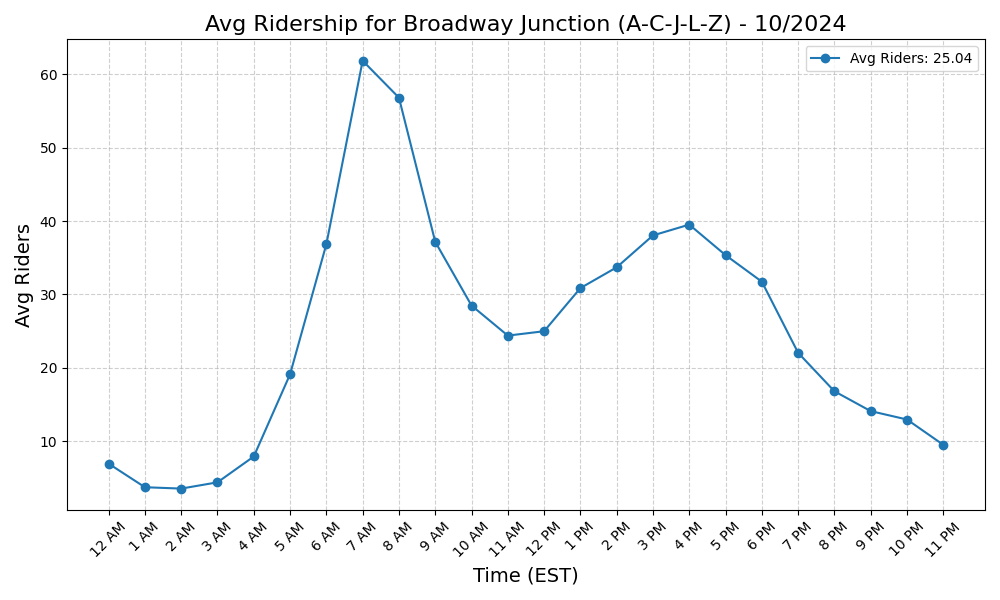 Avg Ridership for Broadway Junction (A-C-J-L-Z) - 10/2024
Avg Riders: 25.04
Avg Riders
60
50
40
30
20
10
12 AM
1 AM
2 AM
3 AM
4 AM
5 AM
6 AM
7 AM
8 AM
9 AM
10 AM
11 AM
12 PM
1 PM
2 PM
3 PM
4 PM
5 PM
6 PM
7 PM
8 PM
9 PM
10 PM
11 PM
Time (EST)